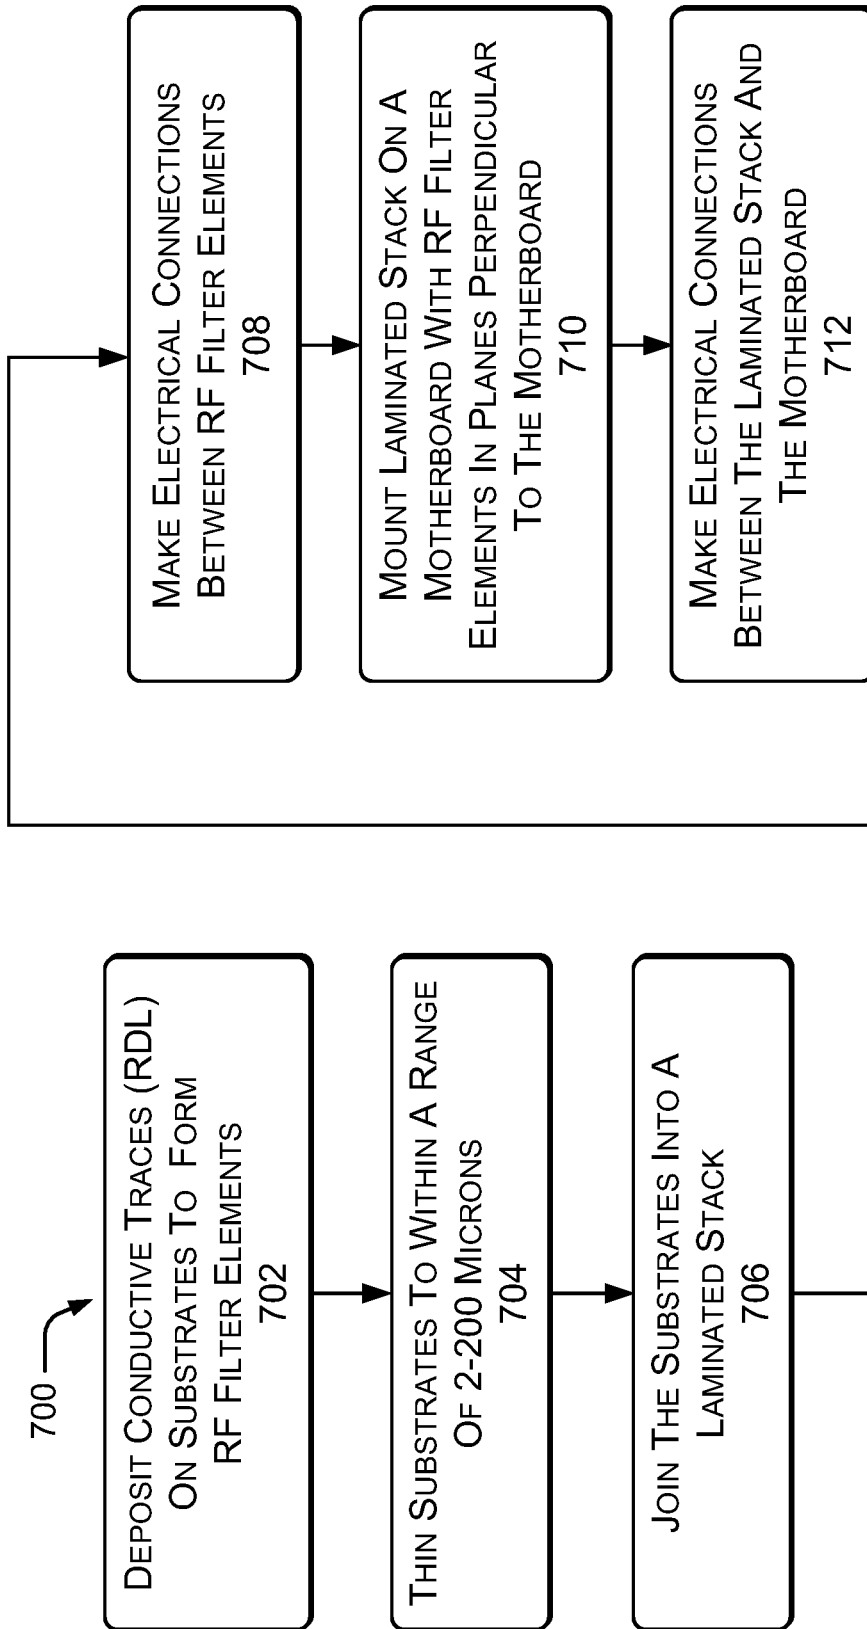 700
DEPOSIT CONDUCTIVE TRACES (RDL)
ON SUBSTRATES TO FORM
RF FILTER ELEMENTS
702
THIN SUBSTRATES TO WITHIN A RANGE
OF 2-200 MICRONS
704
JOIN THE SUBSTRATES INTO A
LAMINATED STACK
706
MAKE ELECTRICAL CONNECTIONS
BETWEEN RF FILTER ELEMENTS
708
MOUNT LAMINATED STACK ON A
MOTHERBOARD WITH RF FILTER
ELEMENTS IN PLANES PERPENDICULAR
TO THE MOTHERBOARD
710
MAKE ELECTRICAL CONNECTIONS
BETWEEN THE LAMINATED STACK AND
THE MOTHERBOARD
712